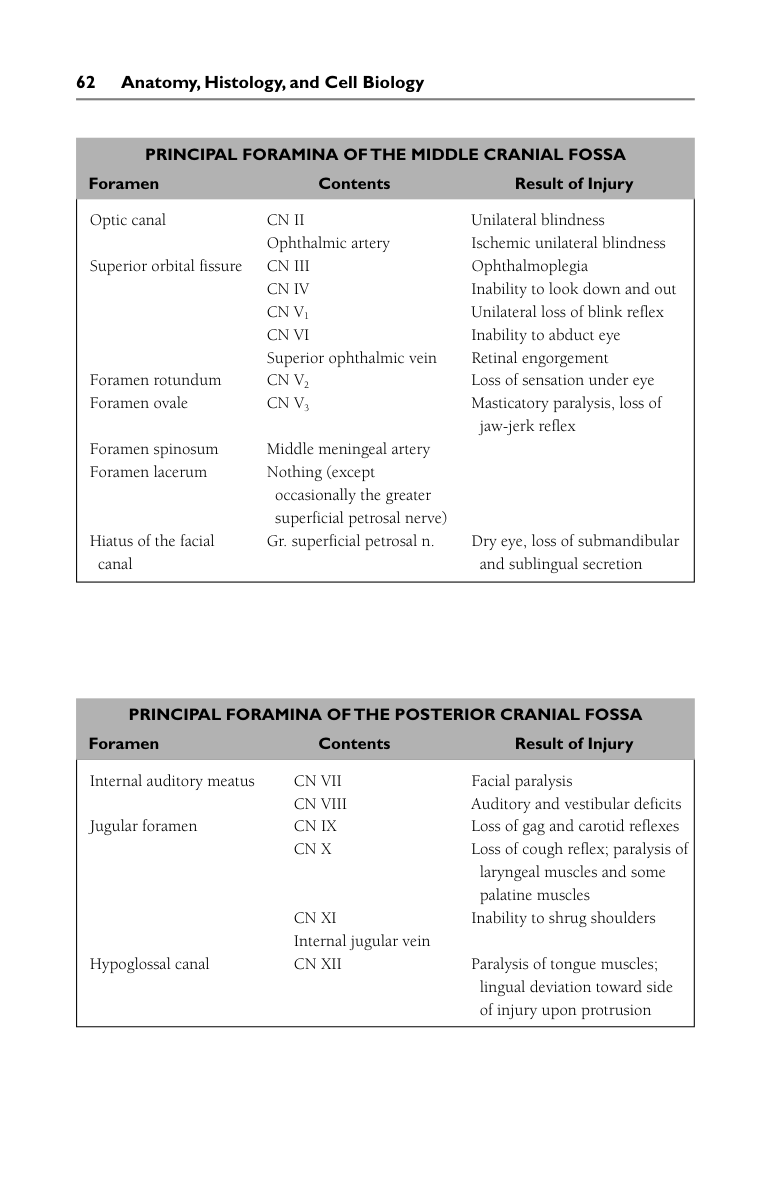 62 Anatomy, Histology, and Cell Biology
PRINCIPAL FORAMINA OF THE MIDDLE CRANIAL FOSSA
Foramen Contents Result of Injury
Optic canal CN II Unilateral blindness
Ophthalmic artery Ischemic unilateral blindness
Superior orbital fissure CN III Ophthalmoplegia
CN IV Inability to look down and out
CN V₁ Unilateral loss of blink reflex
CN VI Inability to abduct eye
Superior ophthalmic vein Retinal engorgement
Foramen rotundum CN V₂ Loss of sensation under eye
Foramen ovale CN V₃ Masticatory paralysis, loss of
jaw-jerk reflex
Foramen spinosum Middle meningeal artery
Foramen lacerum Nothing (except
occasionally the greater
superficial petrosal nerve)
Hiatus of the facial Gr. superficial petrosal n. Dry eye, loss of submandibular
canal and sublingual secretion
PRINCIPAL FORAMINA OF THE POSTERIOR CRANIAL FOSSA
Foramen Contents Result of Injury
Internal auditory meatus CN VII Facial paralysis
CN VIII Auditory and vestibular deficits
Jugular foramen CN IX Loss of gag and carotid reflexes
CN X Loss of cough reflex; paralysis of
laryngeal muscles and some
palatine muscles
CN XI Inability to shrug shoulders
Internal jugular vein
Hypoglossal canal CN XII Paralysis of tongue muscles;
lingual deviation toward side
of injury upon protrusion